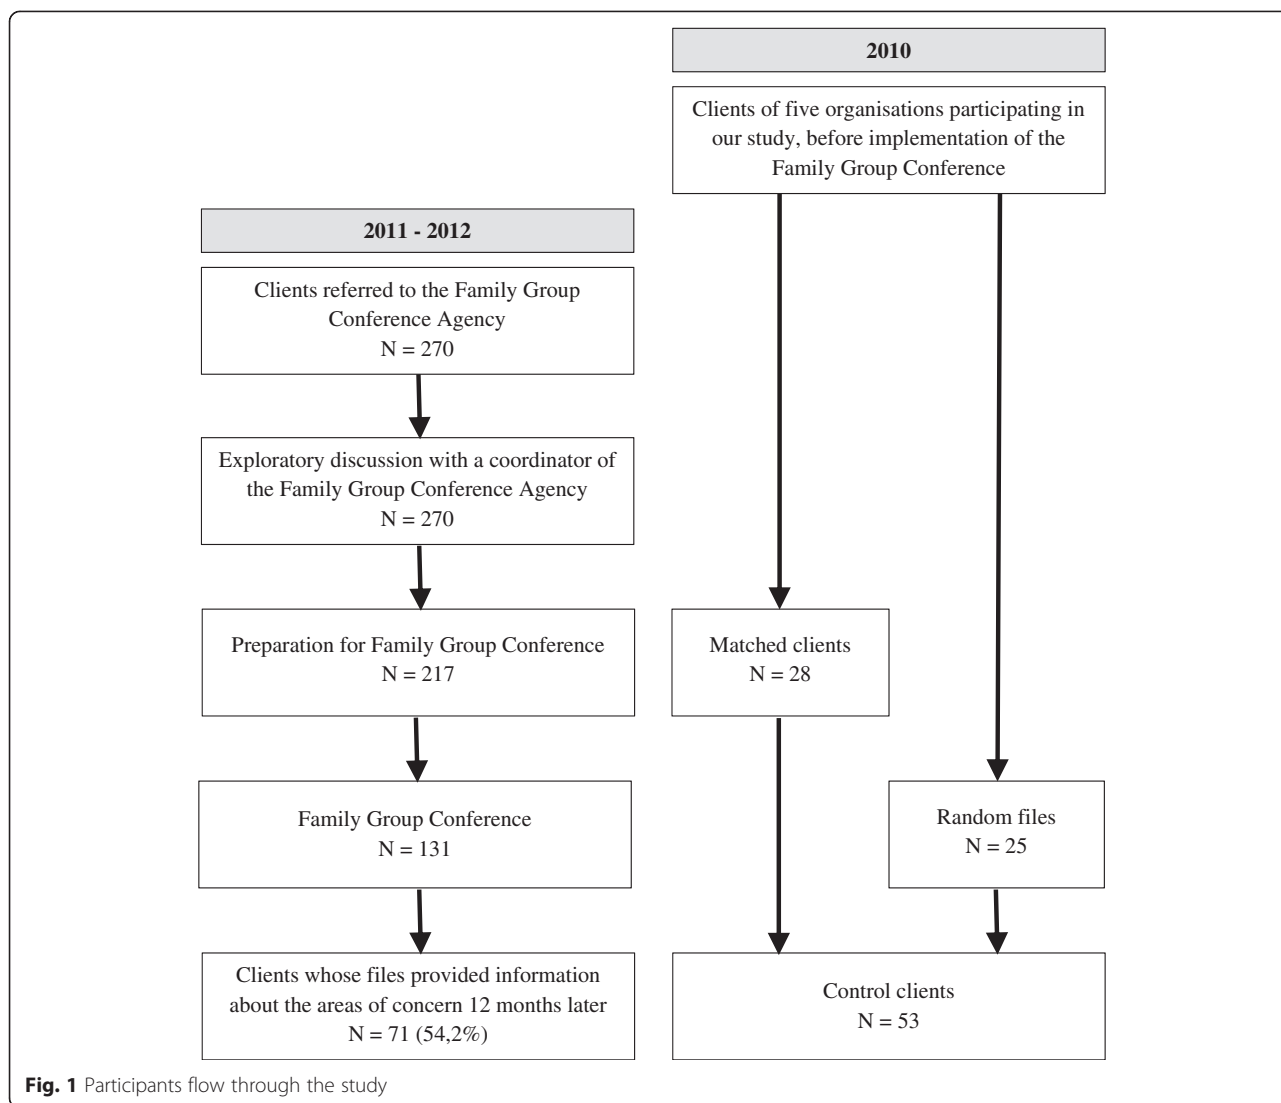 2010
Clients of five organisations participating in
our study, before implementation of the
Family Group Conference
2011 - 2012
Clients referred to the Family Group
Conference Agency
N = 270
Exploratory discussion with a coordinator of
the Family Group Conference Agency
N = 270
Preparation for Family Group Conference
N = 217
Matched clients
N = 28
Family Group Conference
N = 131
Random files
N = 25
Clients whose files provided information
about the areas of concern 12 months later
N = 71 (54,2%)
Control clients
N = 53
Fig. 1 Participants flow through the study